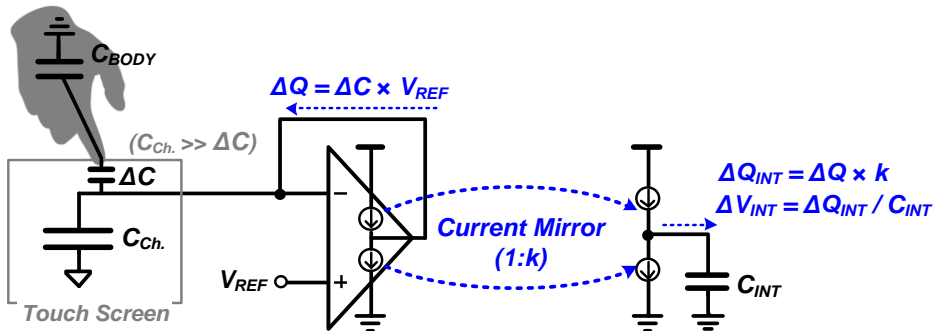 C_BODY
ΔQ = ΔC × V_REF
(C_Ch. >> ΔC)
ΔC
C_Ch.
Touch Screen
V_REF
−
+
Current Mirror
(1:k)
ΔQ_INT = ΔQ × k
ΔV_INT = ΔQ_INT / C_INT
C_INT